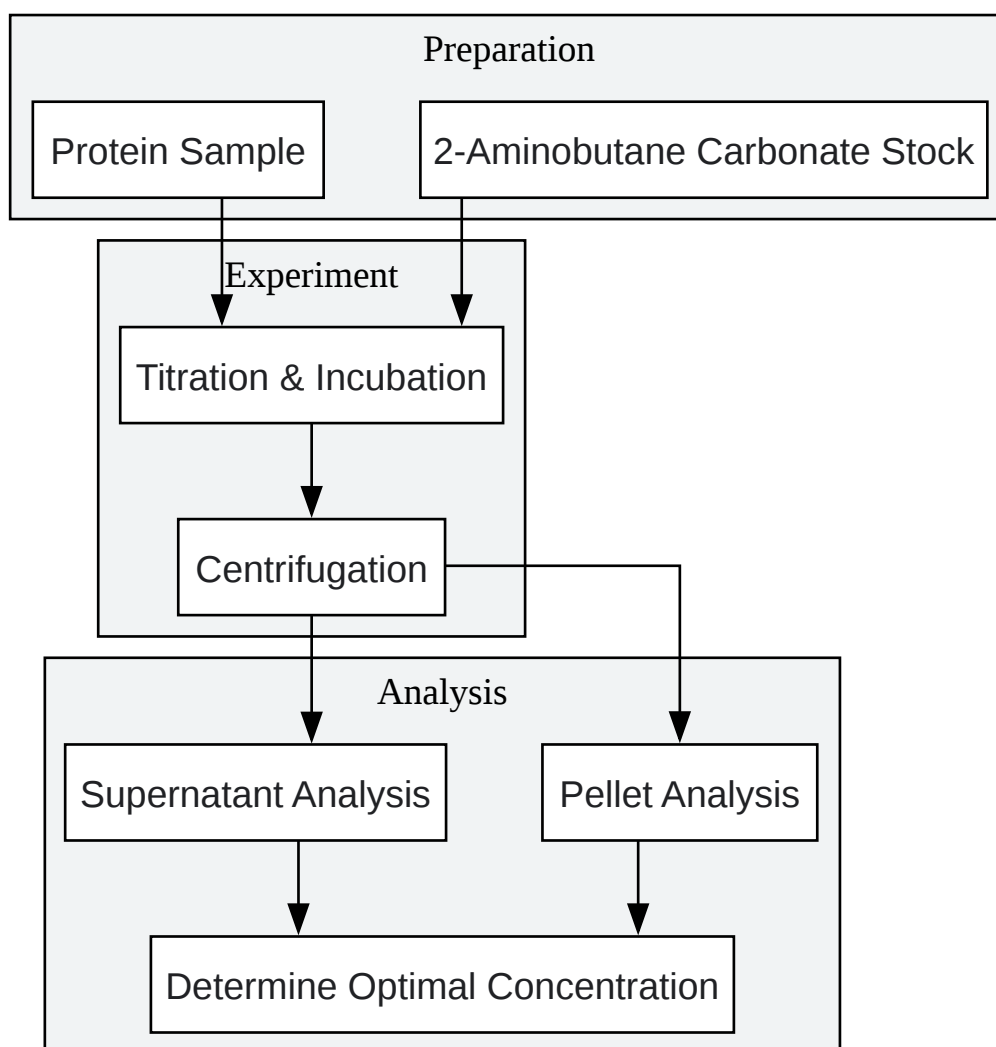 Preparation
Protein Sample
2-Aminobutane Carbonate Stock
Experiment
Titration & Incubation
Centrifugation
Analysis
Supernatant Analysis
Pellet Analysis
Determine Optimal Concentration